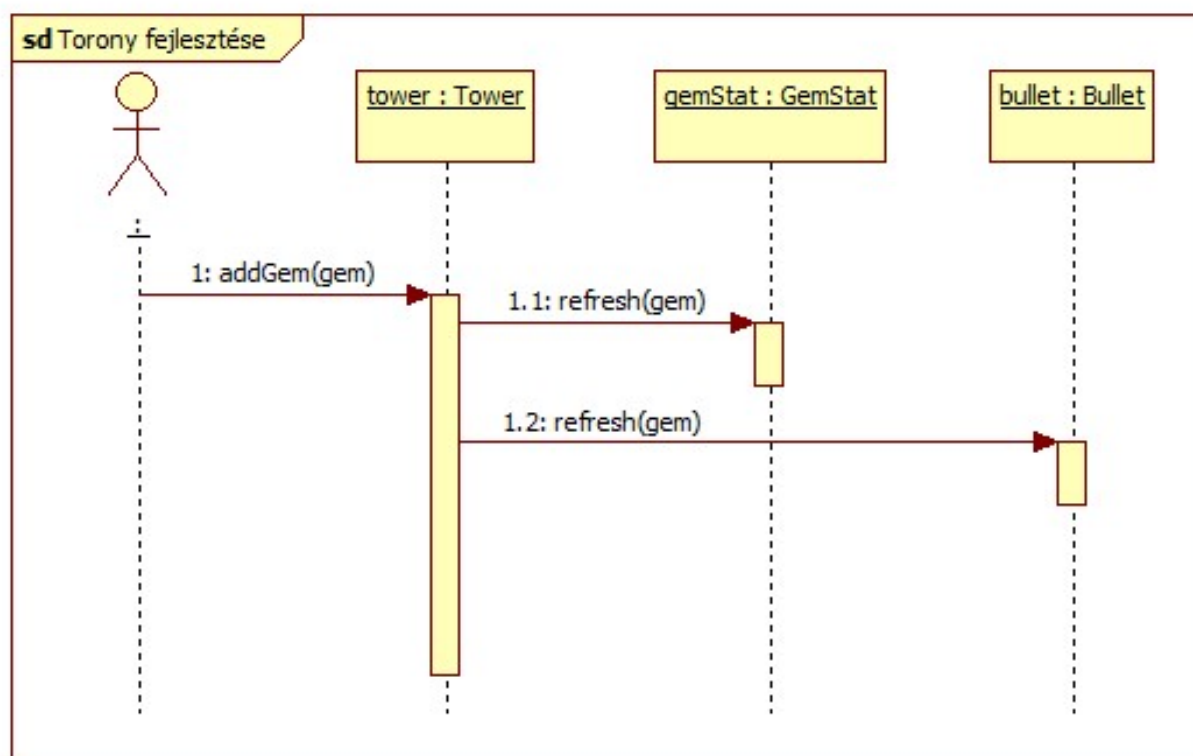 sd Torony fejlesztése
tower : Tower
gemStat : GemStat
bullet : Bullet
:
1: addGem(gem)
1.1: refresh(gem)
1.2: refresh(gem)